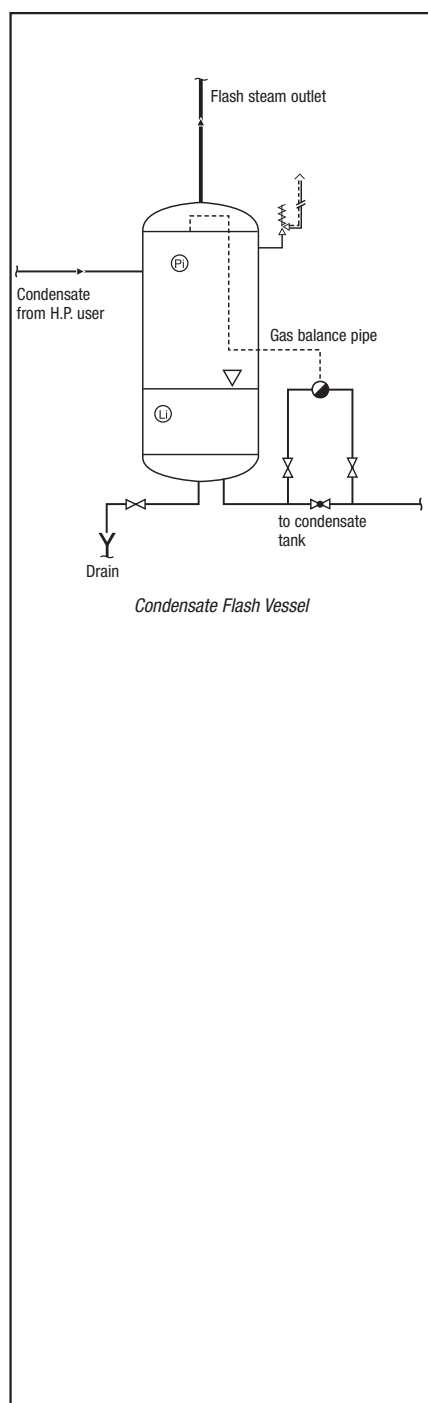 Flash steam outlet
Pi
Condensate
from H.P. user
Gas balance pipe
Li
to condensate
tank
Drain
Condensate Flash Vessel